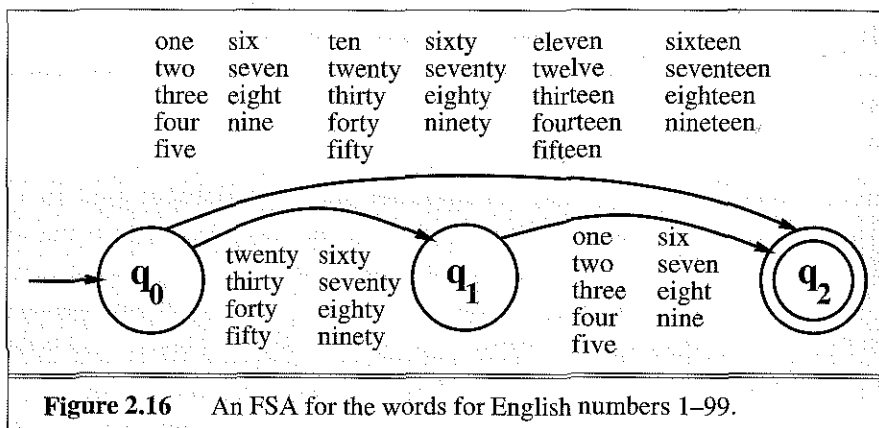 one six ten sixty eleven sixteen
two seven twenty seventy twelve seventeen
three eight thirty eighty thirteen eighteen
four nine forty ninety fourteen nineteen
five fifty fifteen
q0
twenty sixty
thirty seventy
forty eighty
fifty ninety
q1
one six
two seven
three eight
four nine
five
q2
Figure 2.16 An FSA for the words for English numbers 1–99.